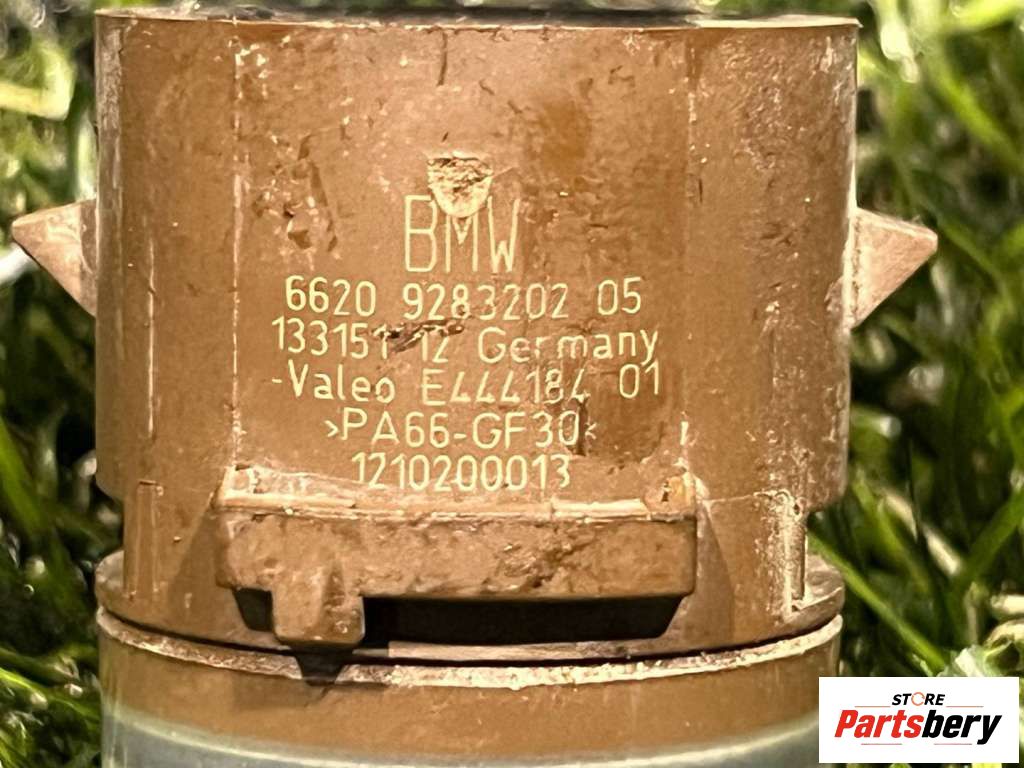 BMW
6620 9283202 05
133151 12 Germany
-Valeo E444184 01
>PA66-GF30<
1210200013
STORE
Partsbery